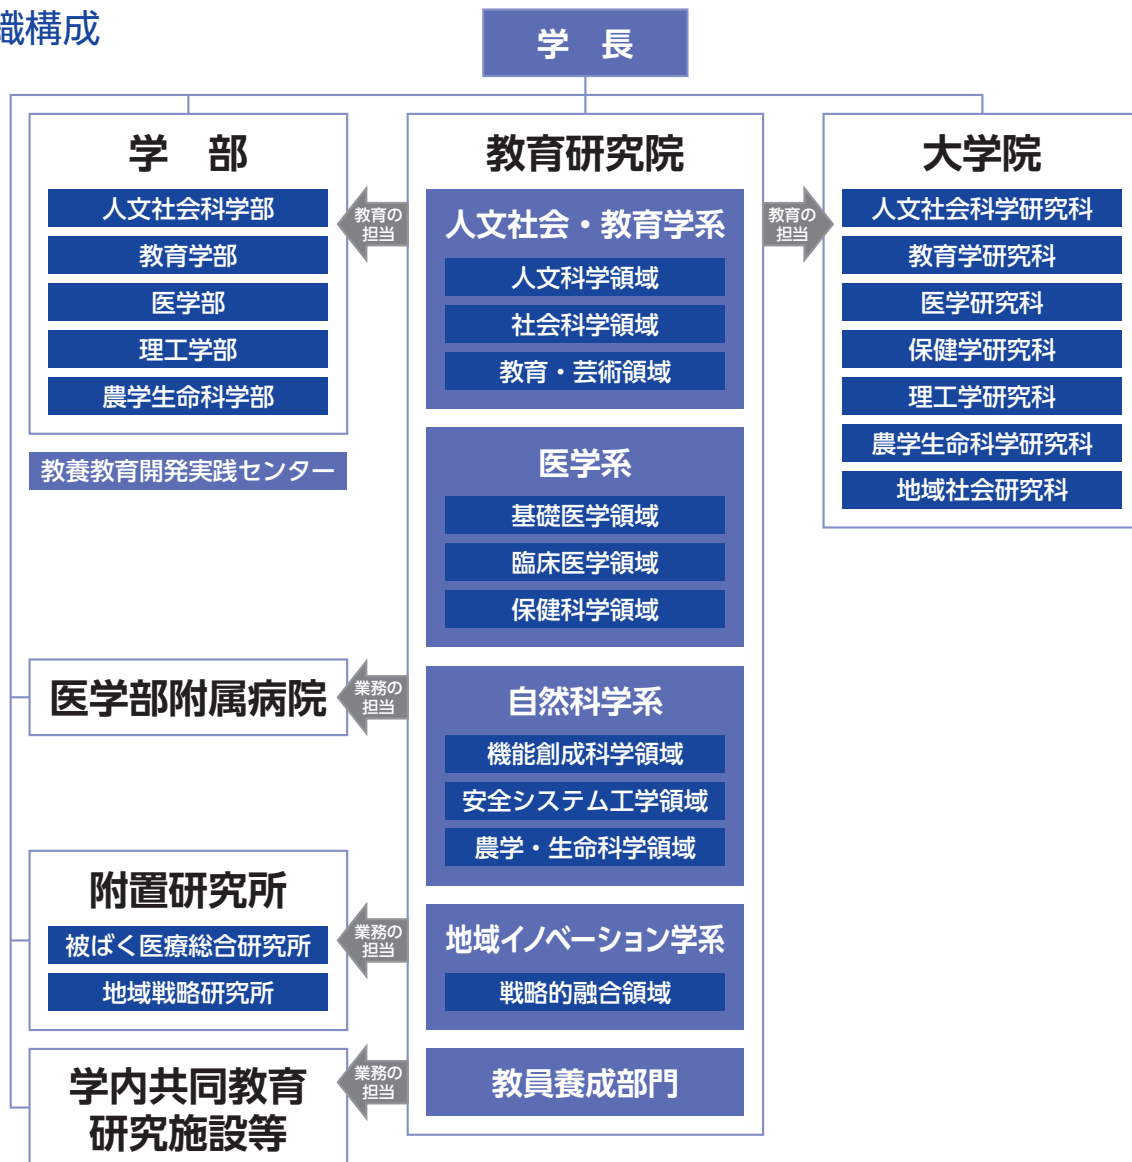 織構成
学　長
学　部
人文社会科学部
教育学部
医学部
理工学部
農学生命科学部
教養教育開発実践センター
医学部附属病院
附置研究所
被ばく医療総合研究所
地域戦略研究所
学内共同教育
研究施設等
教育の
担当
業務の
担当
業務の
担当
業務の
担当
教育研究院
人文社会・教育学系
人文科学領域
社会科学領域
教育・芸術領域
医学系
基礎医学領域
臨床医学領域
保健科学領域
自然科学系
機能創成科学領域
安全システム工学領域
農学・生命科学領域
地域イノベーション学系
戦略的融合領域
教員養成部門
教育の
担当
大学院
人文社会科学研究科
教育学研究科
医学研究科
保健学研究科
理工学研究科
農学生命科学研究科
地域社会研究科